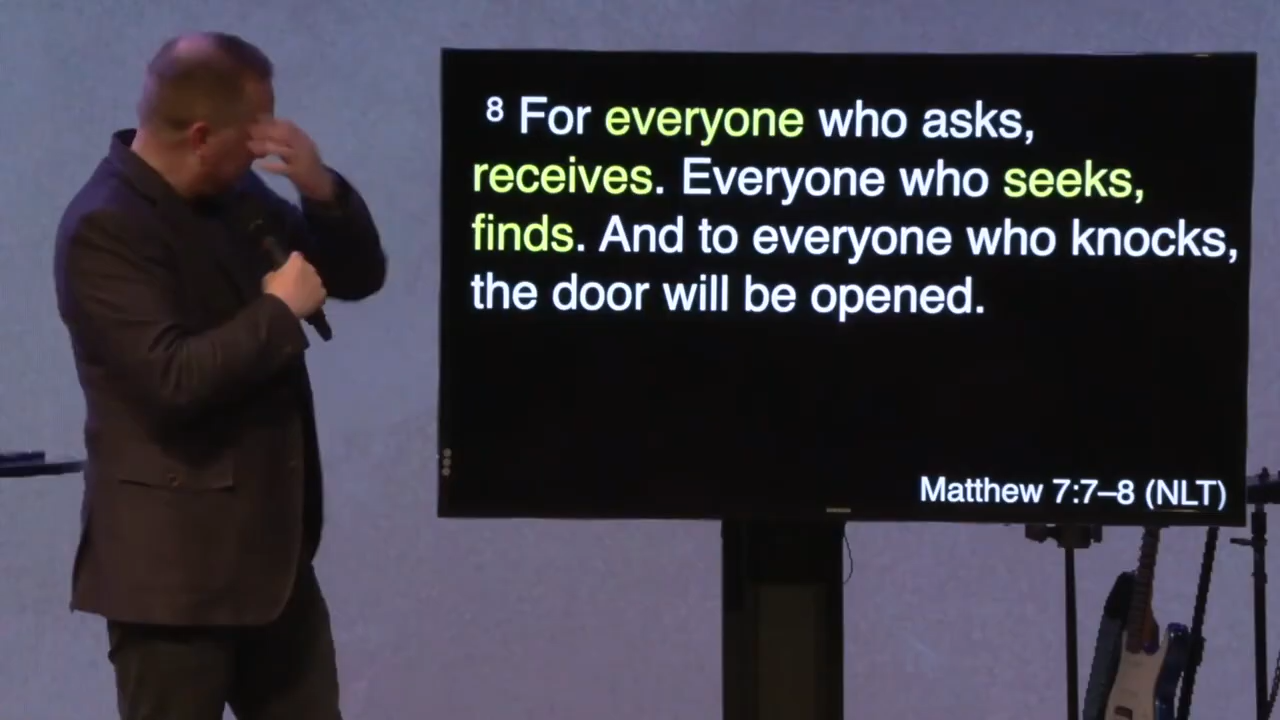 8 For everyone who asks,
receives. Everyone who seeks,
finds. And to everyone who knocks,
the door will be opened.
Matthew 7:7–8 (NLT)